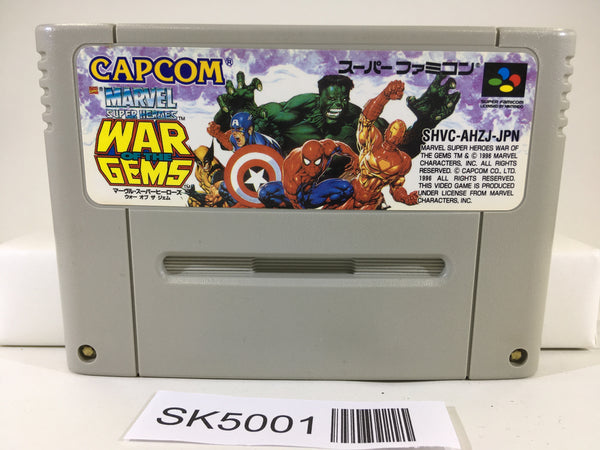 CAPCOM®
MARVEL
SUPER HEROES
WAR
OF THE
GEMS™
マーヴル・スーパーヒーローズ
ウォー オブ ザ ジェム
スーパーファミコン®
SUPER FAMICOM
LICENSED BY NINTENDO
SHVC-AHZJ-JPN
MARVEL SUPER HEROES WAR OF
THE GEMS TM & © 1996 MARVEL
CHARACTERS, INC. ALL RIGHTS
RESERVED. © CAPCOM CO., LTD.
1996 ALL RIGHTS RESERVED.
THIS VIDEO GAME IS PRODUCED
UNDER LICENSE FROM MARVEL
CHARACTERS, INC.
SK5001